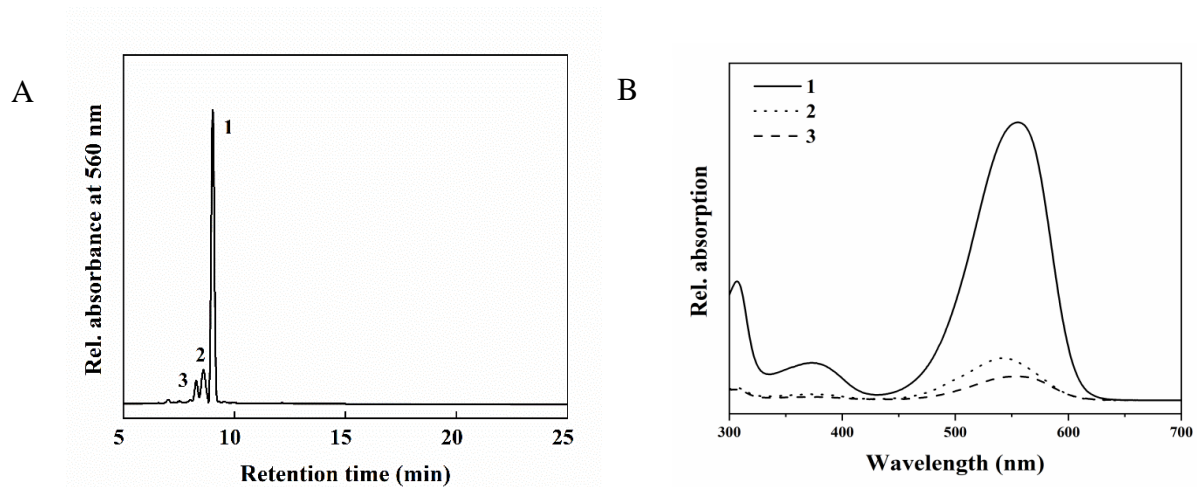 A
Rel. absorbance at 560 nm
1
2
3
5 10 15 20 25
Retention time (min)
B
1
2
3
Rel. absorption
300 400 500 600 700
Wavelength (nm)